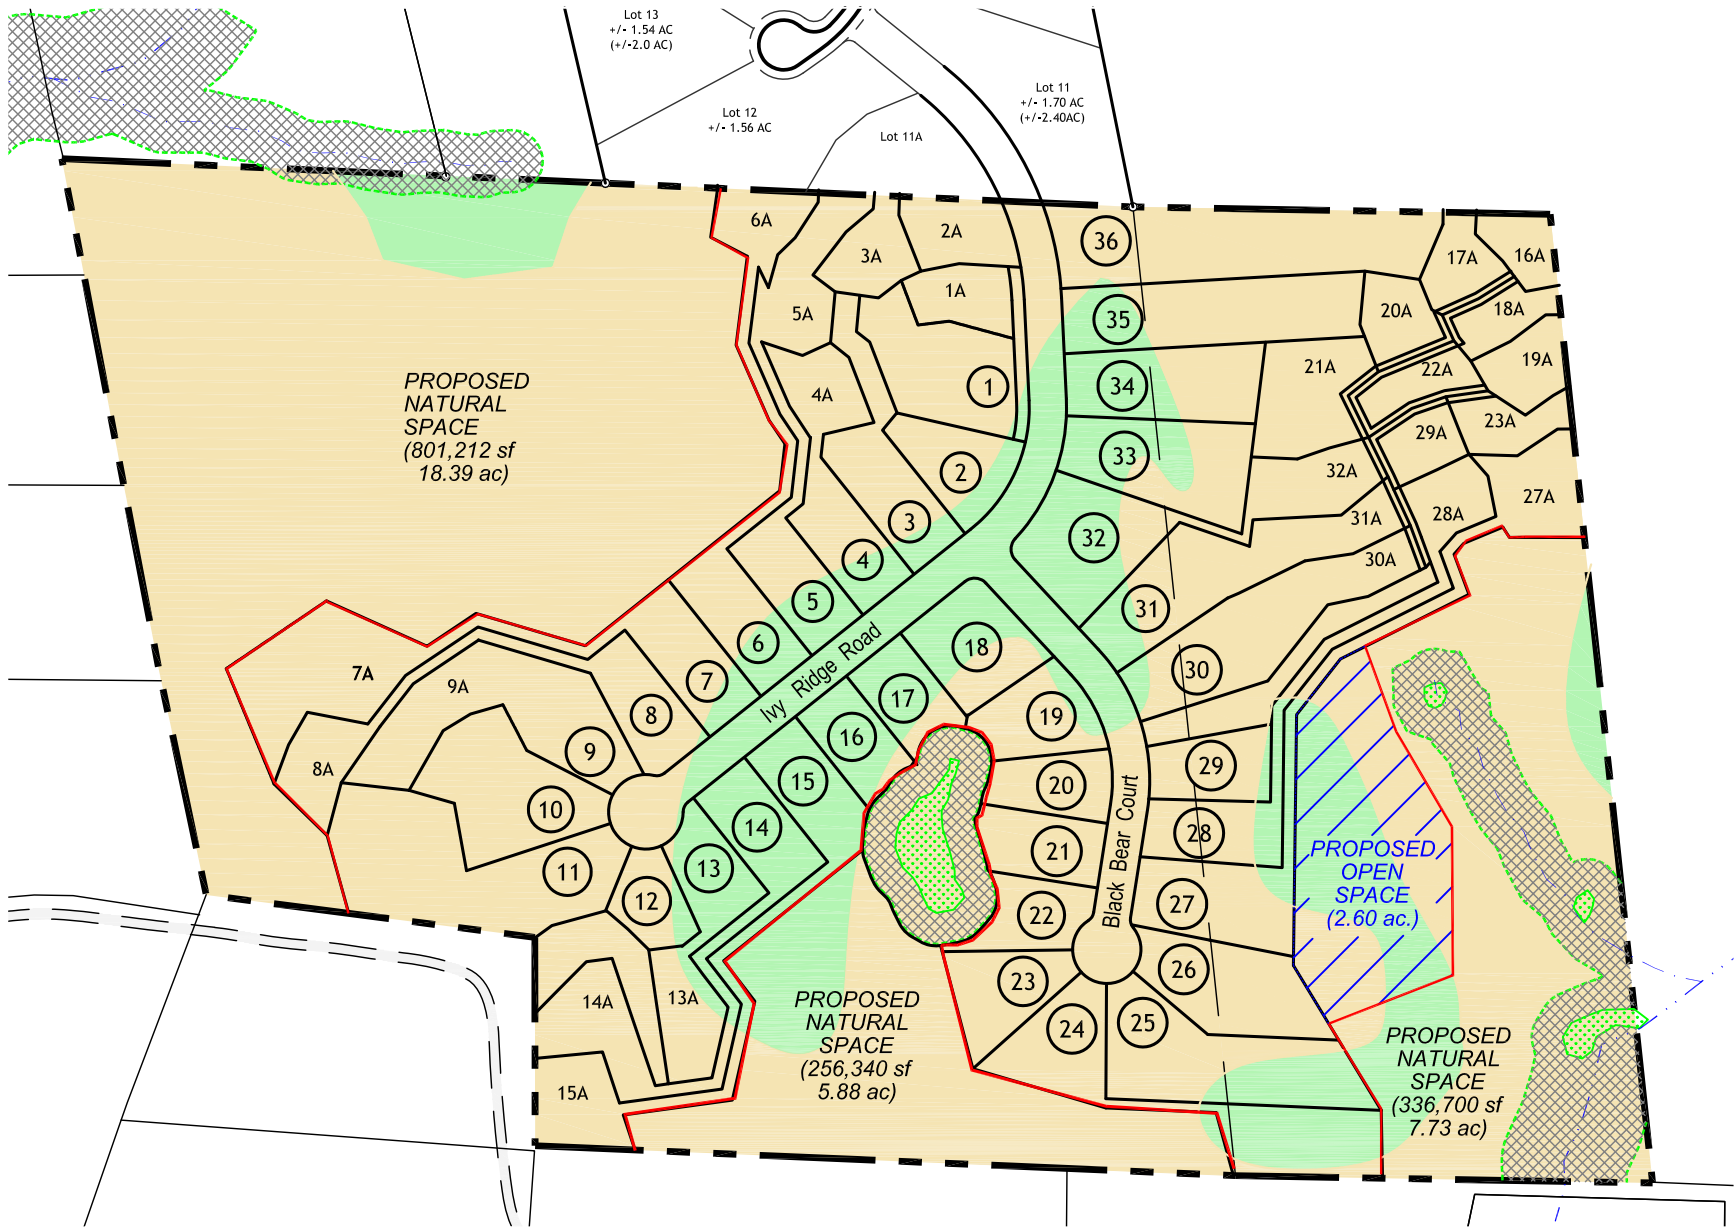 Lot 13
+/- 1.54 AC
(+/-2.0 AC)
Lot 12
+/- 1.56 AC
Lot 11A
Lot 11
+/- 1.70 AC
(+/-2.40AC)
6A
3A
2A
1A
5A
4A
36
35
34
33
32
31
30
29
28
27
26
25
24
23
22
21
20
19
18
17
16
15
14
13
12
11
10
9
8
7
6
5
4
3
2
1
17A
16A
20A
18A
19A
21A
22A
23A
29A
32A
27A
28A
31A
30A
PROPOSED
NATURAL
SPACE
(801,212 sf
18.39 ac)
7A
9A
8A
Ivy Ridge Road
Black Bear Court
PROPOSED
OPEN
SPACE
(2.60 ac.)
14A
13A
15A
PROPOSED
NATURAL
SPACE
(256,340 sf
5.88 ac)
PROPOSED
NATURAL
SPACE
(336,700 sf
7.73 ac)